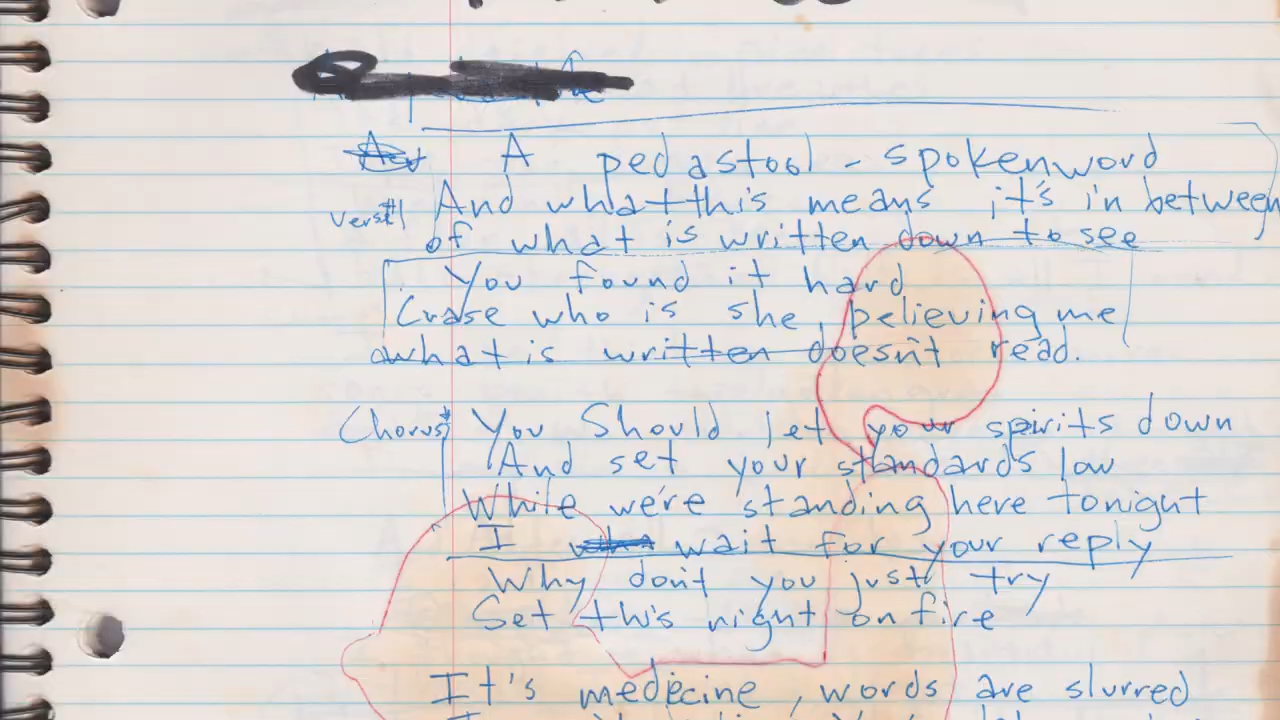 A pedastool - spokenword
verse#1 And what this means it's in between
of what is written down to see
You found it hard
Cuase who is she, believing me
what is written doesn't read.
Chorus You Should let your spirits down
And set your standards low
While we're standing here tonight
I wait for your reply
Why don't you just try
Set this night on fire
It's medecine, words are slurred